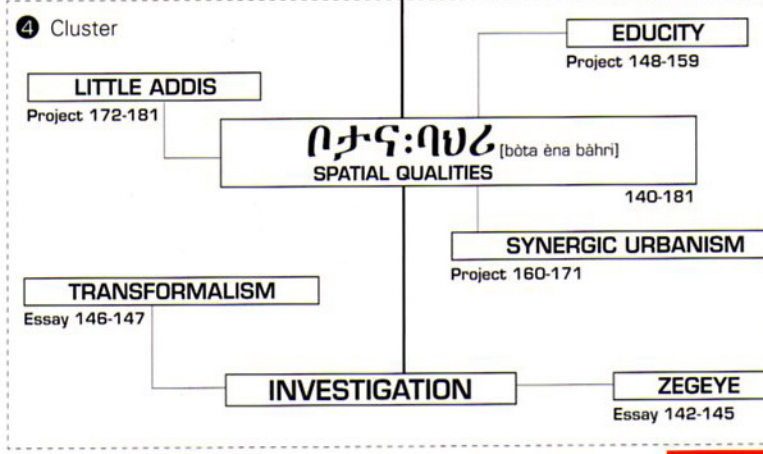 4 Cluster
EDUCITY
Project 148-159
LITTLE ADDIS
Project 172-181
ቦታና:ባህሪ [bòta èna bàhri]
SPATIAL QUALITIES
140-181
SYNERGIC URBANISM
Project 160-171
TRANSFORMALISM
Essay 146-147
INVESTIGATION
ZEGEYE
Essay 142-145